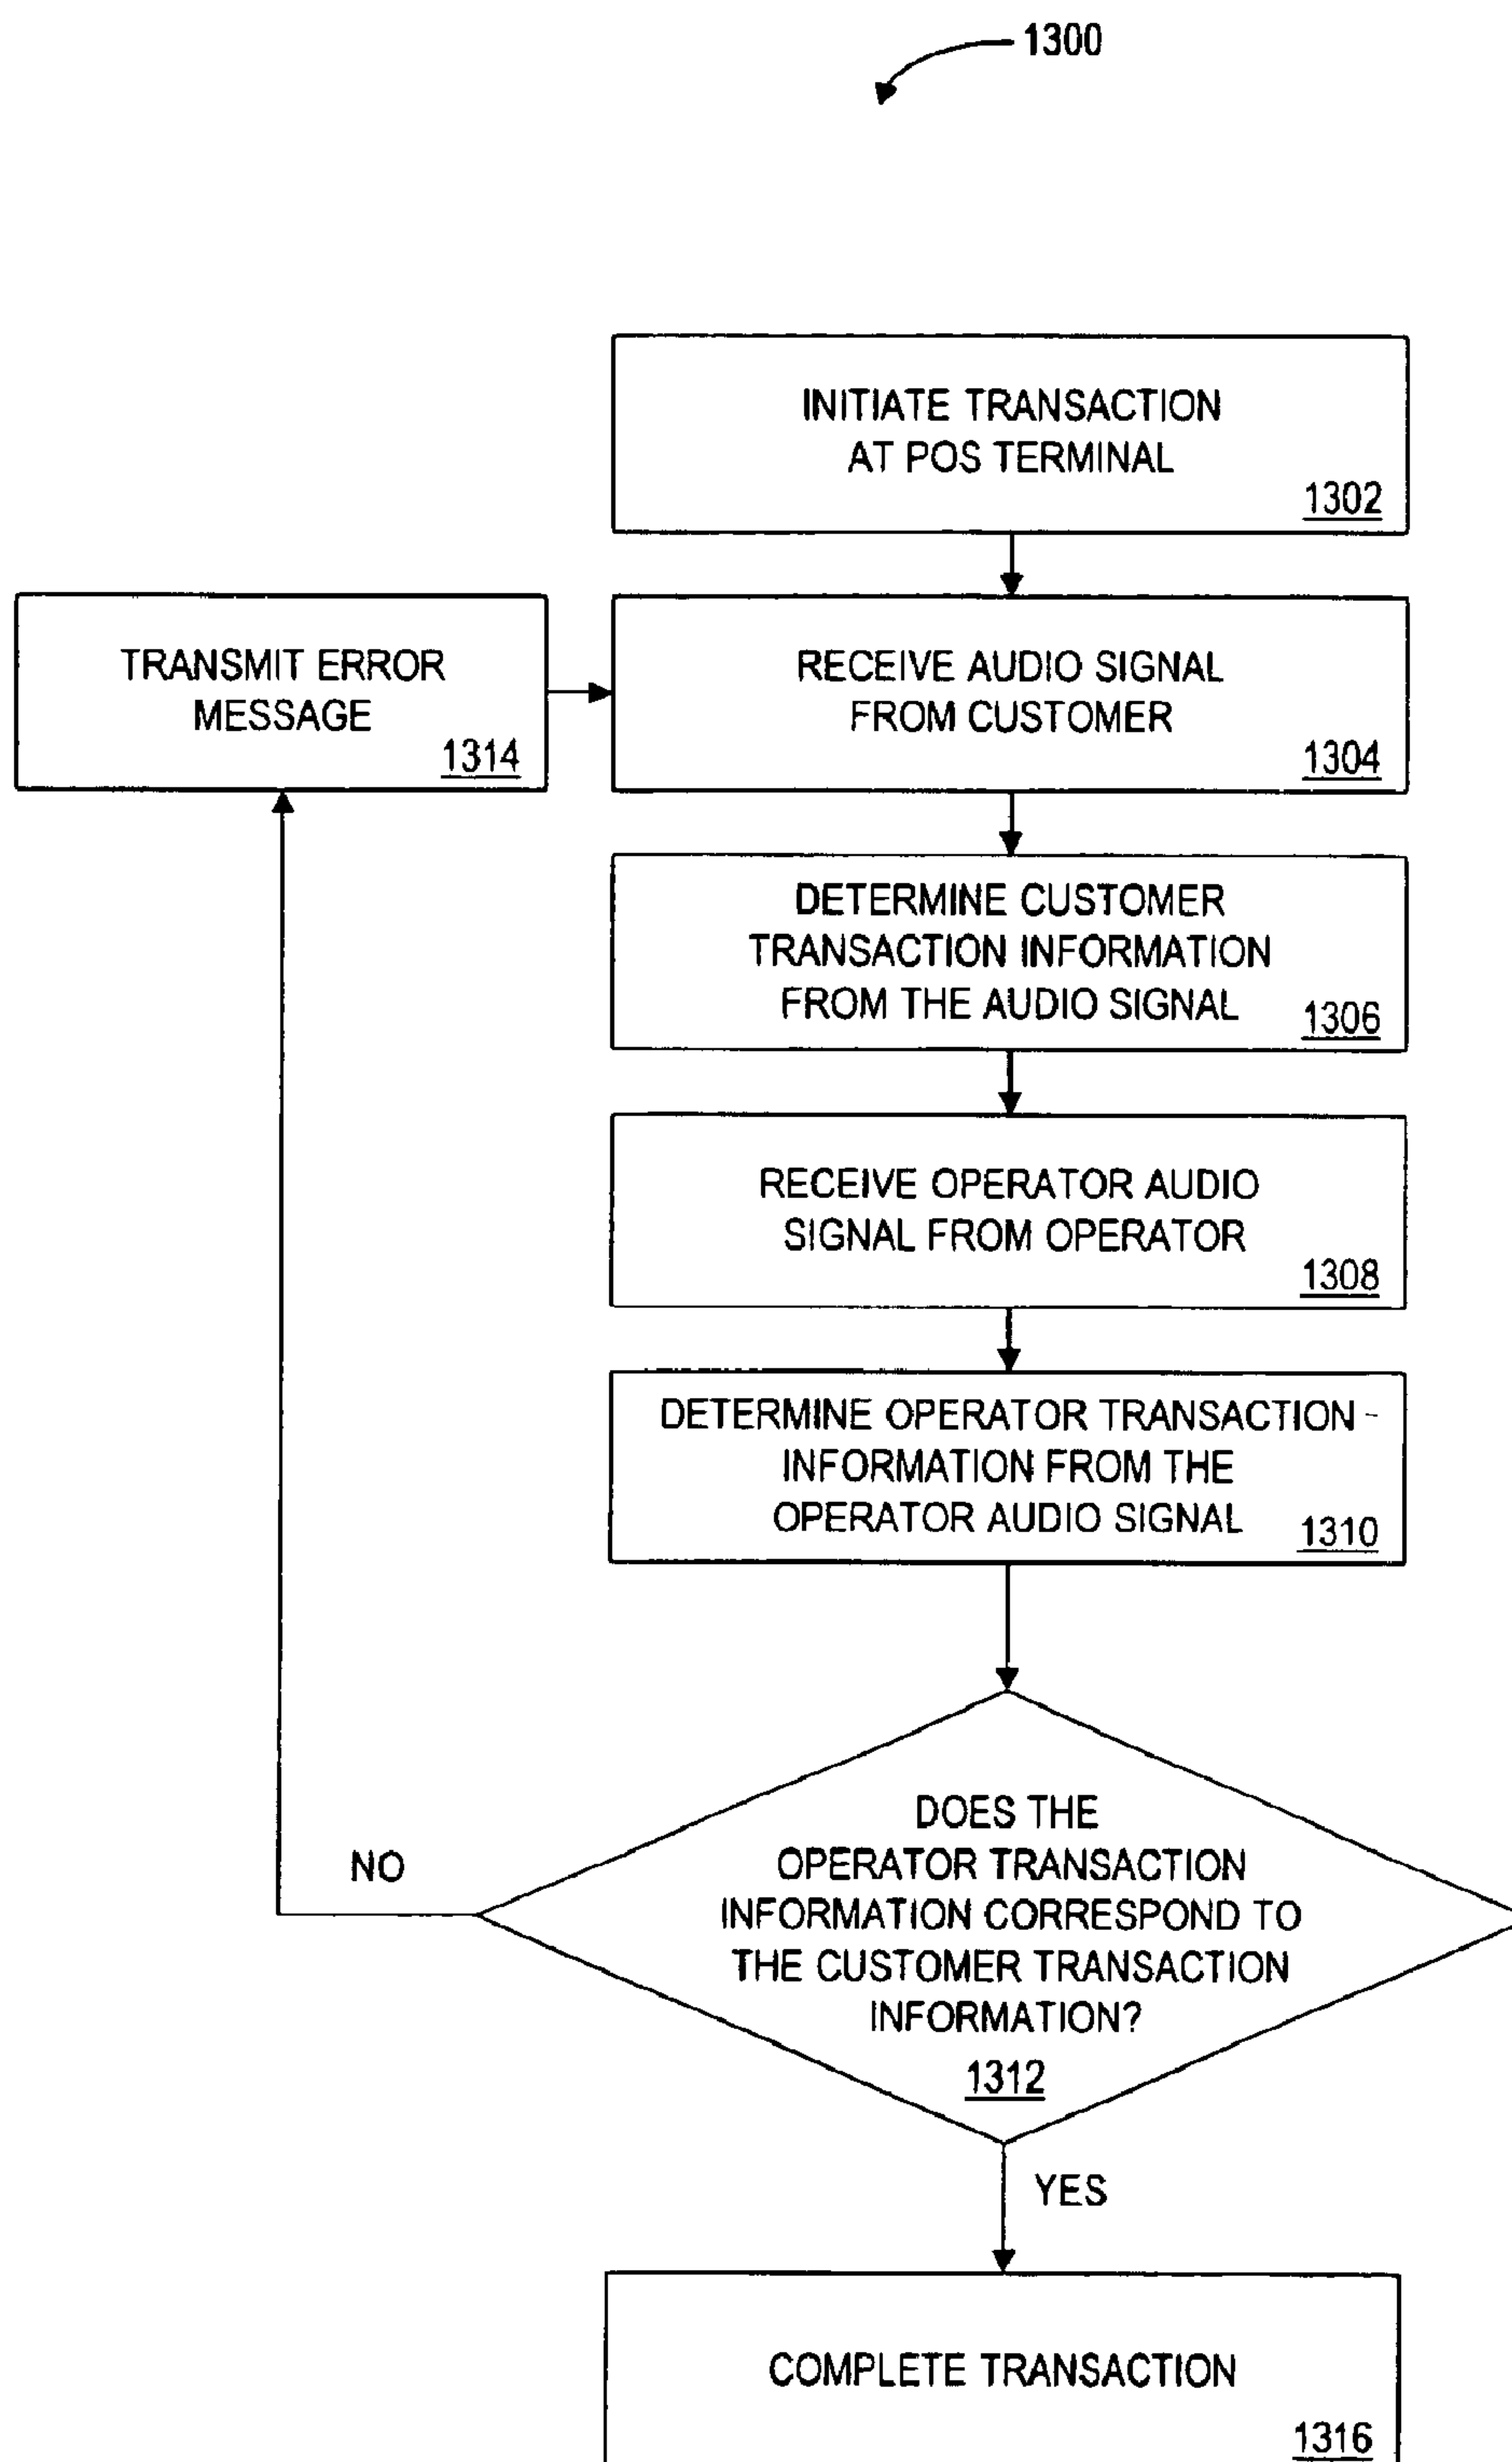 1300
INITIATE TRANSACTION
AT POS TERMINAL
1302
TRANSMIT ERROR
MESSAGE
1314
RECEIVE AUDIO SIGNAL
FROM CUSTOMER
1304
DETERMINE CUSTOMER
TRANSACTION INFORMATION
FROM THE AUDIO SIGNAL
1306
RECEIVE OPERATOR AUDIO
SIGNAL FROM OPERATOR
1308
DETERMINE OPERATOR TRANSACTION
INFORMATION FROM THE
OPERATOR AUDIO SIGNAL
1310
DOES THE
OPERATOR TRANSACTION
INFORMATION CORRESPOND TO
THE CUSTOMER TRANSACTION
INFORMATION?
1312
NO
YES
COMPLETE TRANSACTION
1316